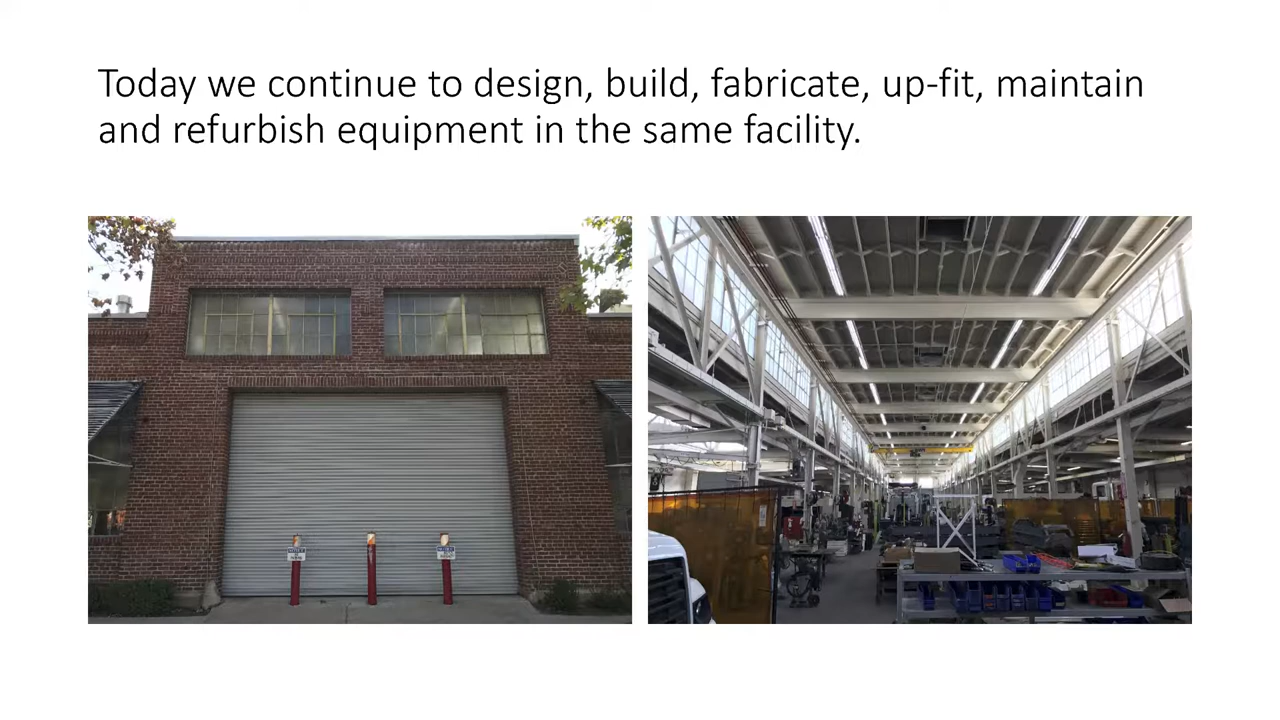 Today we continue to design, build, fabricate, up-fit, maintain
and refurbish equipment in the same facility.